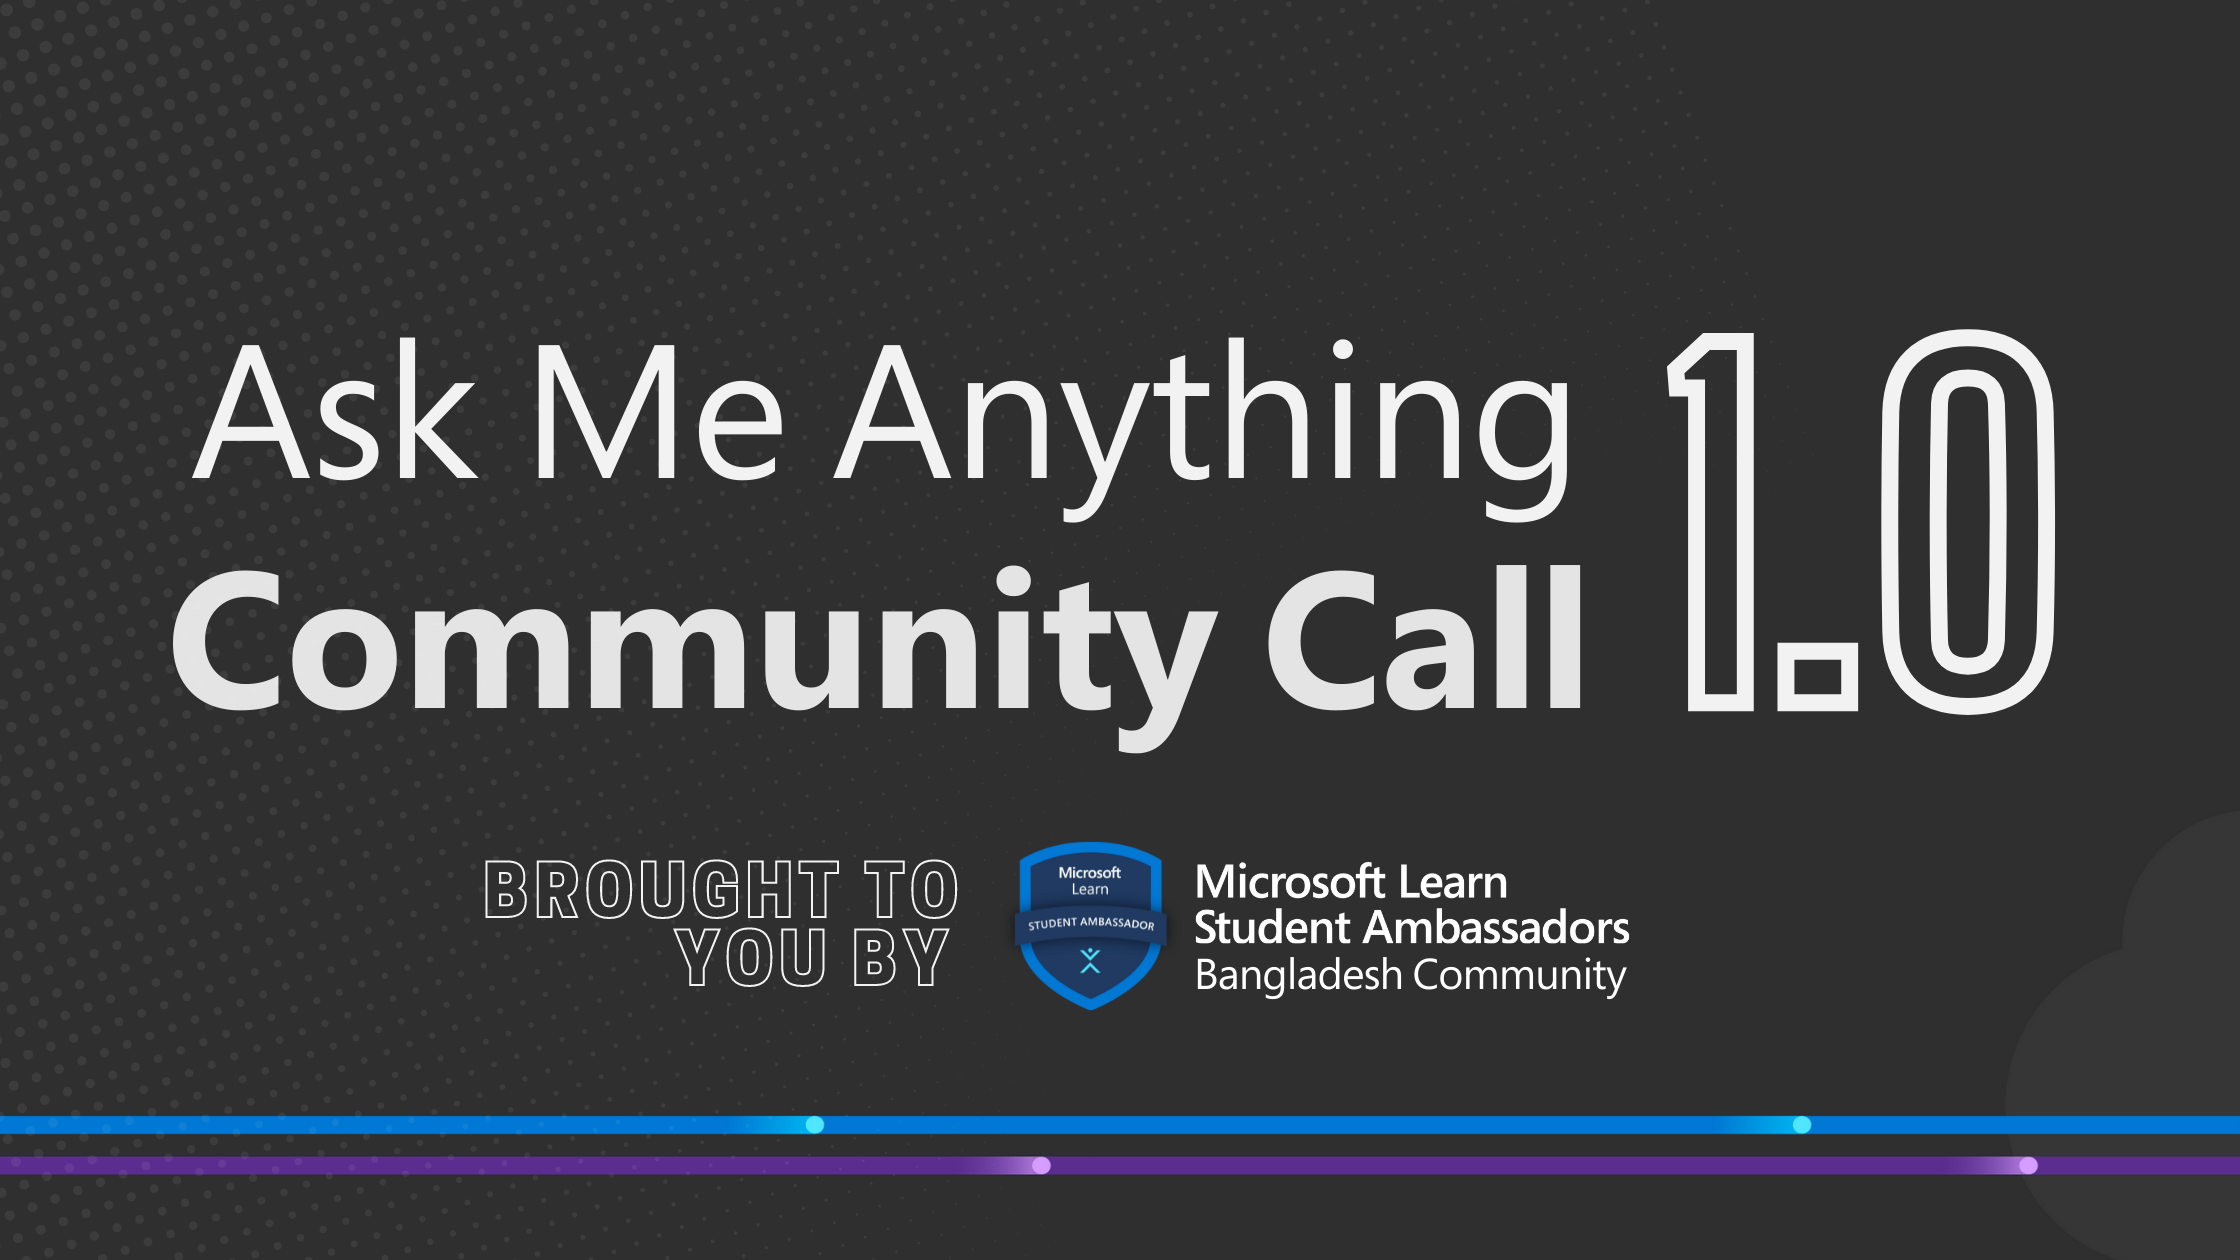 Ask Me Anything
Community Call
1.0
BROUGHT TO
YOU BY
Microsoft
Learn
STUDENT AMBASSADOR
Microsoft Learn
Student Ambassadors
Bangladesh Community